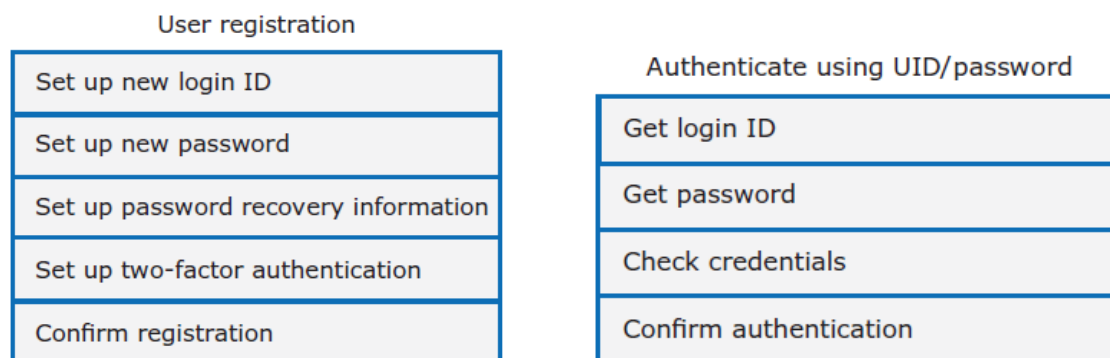 User registration
Set up new login ID
Set up new password
Set up password recovery information
Set up two-factor authentication
Confirm registration
Authenticate using UID/password
Get login ID
Get password
Check credentials
Confirm authentication